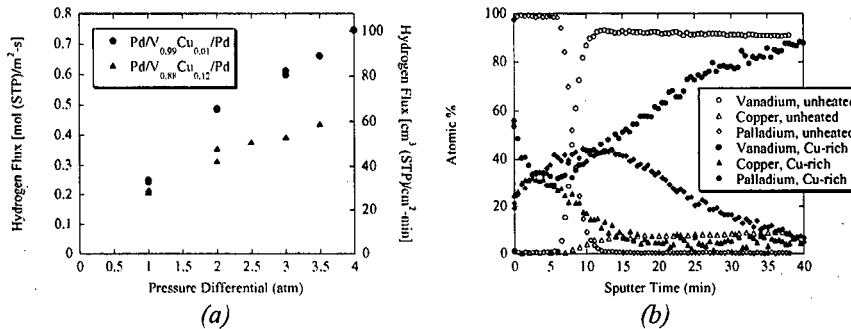 (a)
0.8
0.7
0.6
0.5
0.4
0.3
0.2
0.1
0
Hydrogen Flux [mol (STP)/m²-s]
Pd/V0.99Cu0.01/Pd
Pd/V0.88Cu0.12/Pd
100
80
60
40
20
0
Hydrogen Flux [cm³ (STP)/cm²-min]
0 0.5 1 1.5 2 2.5 3 3.5 4
Pressure Differential (atm)
(a)
(b)
100
80
60
40
20
0
Atomic %
Vanadium, unheated
Copper, unheated
Palladium, unheated
Vanadium, Cu-rich
Copper, Cu-rich
Palladium, Cu-rich
0 5 10 15 20 25 30 35 40
Sputter Time (min)
(b)